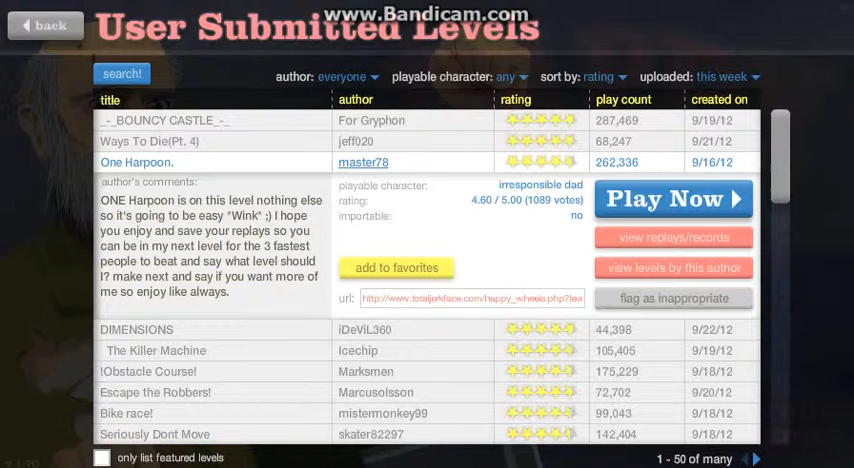 www.Bandicam.com
back
User Submitted Levels
search!
author: everyone playable character: any sort by: rating uploaded: this week
title author rating play count created on
_-_BOUNCY CASTLE_-_ For Gryphon 287,469 9/19/12
Ways To Die(Pt. 4) jeff020 68,247 9/21/12
One Harpoon. master78 262,336 9/16/12
author's comments:
ONE Harpoon is on this level nothing else
so it's going to be easy *Wink* ;) I hope
you enjoy and save your replays so you
can be in my next level for the 3 fastest
people to beat and say what level should
I? make next and say if you want more of
me so enjoy like always.
playable character: irresponsible dad
rating: 4.60 / 5.00 (1089 votes)
importable: no
add to favorites
url: http://www.totaljerkface.com/happy_wheels.php?lev
Play Now
view replays/records
view levels by this author
flag as inappropriate
DIMENSIONS iDeViL360 44,398 9/22/12
The Killer Machine Icechip 105,405 9/19/12
!Obstacle Course! Marksmen 175,229 9/18/12
Escape the Robbers! Marcusolsson 72,702 9/20/12
Bike race! mistermonkey99 99,043 9/18/12
Seriously Dont Move skater82297 142,404 9/18/12
only list featured levels 1 - 50 of many